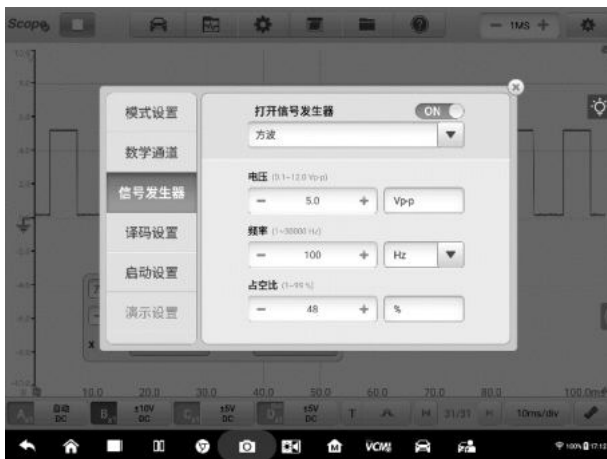 Scope
1MS
模式设置
数学通道
信号发生器
译码设置
启动设置
演示设置
打开信号发生器 ON
方波
电压 (0.1~12.0 Vp-p)
− 5.0 + Vp-p
频率
− 100 + Hz
占空比 (1~99 %)
− 48 + %
X
10.0 20.0 30.0 40.0 50.0 60.0 70.0 80.0 100.0ms
A 自动 DC B ±10V DC C ±5V DC D ±5V DC T 31/31 10ms/div
VCMI 100% 17:12